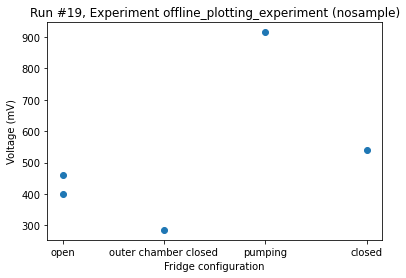 Run #19, Experiment offline_plotting_experiment (nosample)
900
800
700
600
500
400
300
Voltage (mV)
open
outer chamber closed
pumping
closed
Fridge configuration